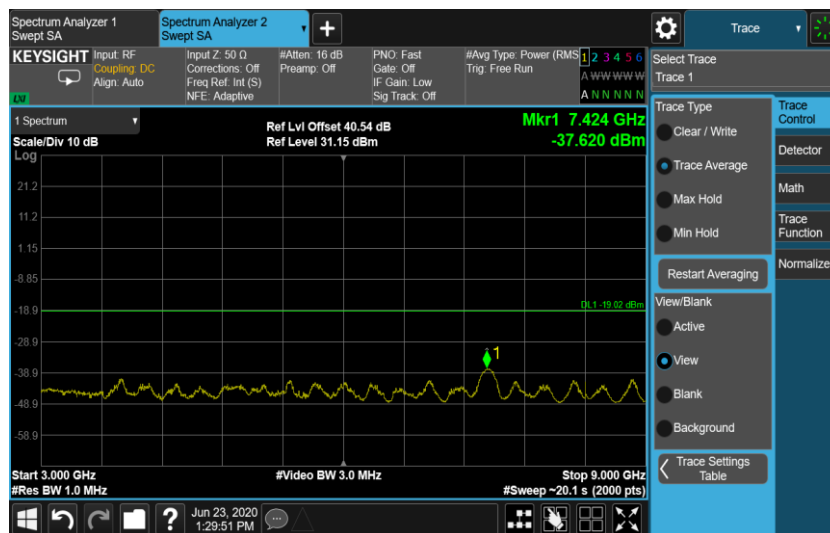 Spectrum Analyzer 1
Swept SA
Spectrum Analyzer 2
Swept SA
Trace
KEYSIGHT
Input: RF
Coupling: DC
Align: Auto
Input Z: 50 Ω
Corrections: Off
Freq Ref: Int (S)
NFE: Adaptive
#Atten: 16 dB
Preamp: Off
PNO: Fast
Gate: Off
IF Gain: Low
Sig Track: Off
#Avg Type: Power (RMS
Trig: Free Run
1 2 3 4 5 6
A W W W W W
A N N N N N
LXI
Select Trace
Trace 1
1 Spectrum
Scale/Div 10 dB
Log
Ref Lvl Offset 40.54 dB
Ref Level 31.15 dBm
Mkr1 7.424 GHz
-37.620 dBm
21.2
11.2
1.15
-8.85
-18.9
-28.9
-38.9
-48.9
-58.9
DL1 -19.02 dBm
1
Start 3.000 GHz
#Res BW 1.0 MHz
#Video BW 3.0 MHz
Stop 9.000 GHz
#Sweep ~20.1 s (2000 pts)
Trace Type
Clear / Write
Trace Average
Max Hold
Min Hold
Restart Averaging
View/Blank
Active
View
Blank
Background
Trace Settings
Table
Trace
Control
Detector
Math
Trace
Function
Normalize
Jun 23, 2020
1:29:51 PM